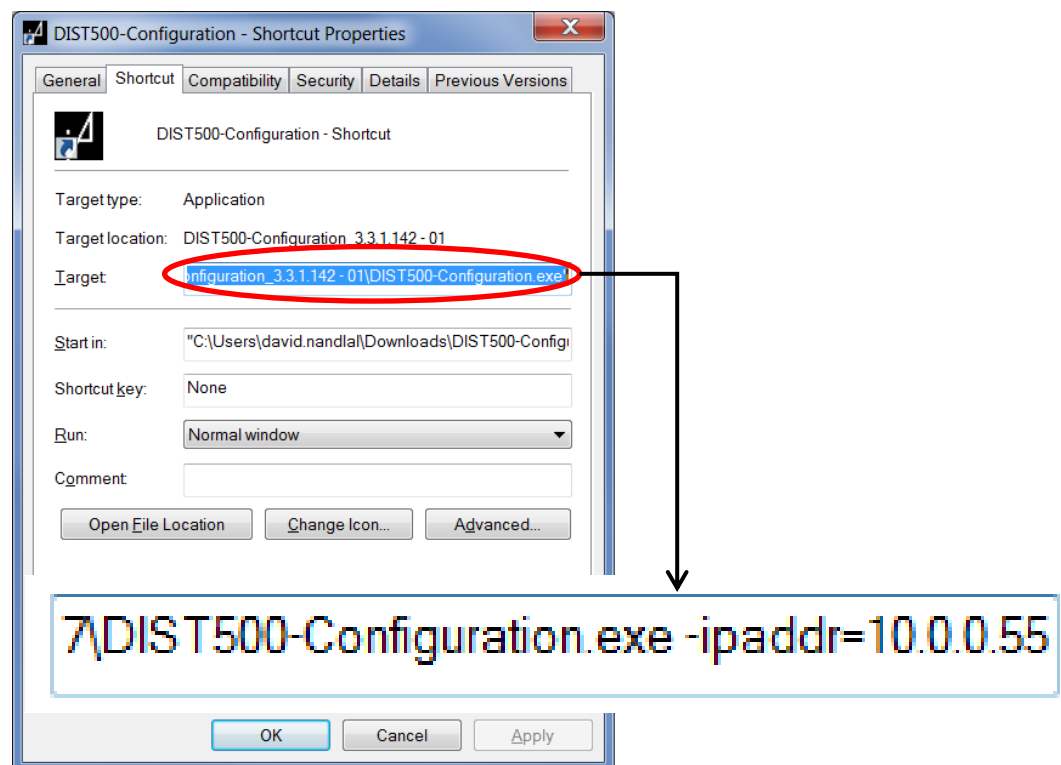 DIST500-Configuration - Shortcut Properties
X
General Shortcut Compatibility Security Details Previous Versions
DIST500-Configuration - Shortcut
Target type: Application
Target location: DIST500-Configuration_3.3.1.142 - 01
Target: onfiguration_3.3.1.142 - 01\DIST500-Configuration.exe"
Start in: "C:\Users\david.nandlal\Downloads\DIST500-Configu
Shortcut key: None
Run: Normal window
Comment:
Open File Location Change Icon... Advanced...
7\DIST500-Configuration.exe -ipaddr=10.0.0.55
OK Cancel Apply